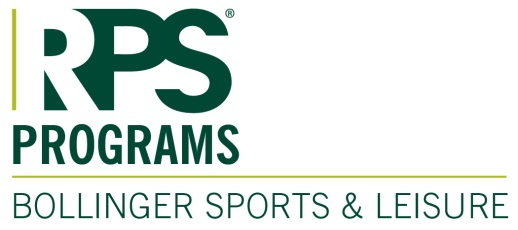 RPS®
PROGRAMS
BOLLINGER SPORTS & LEISURE